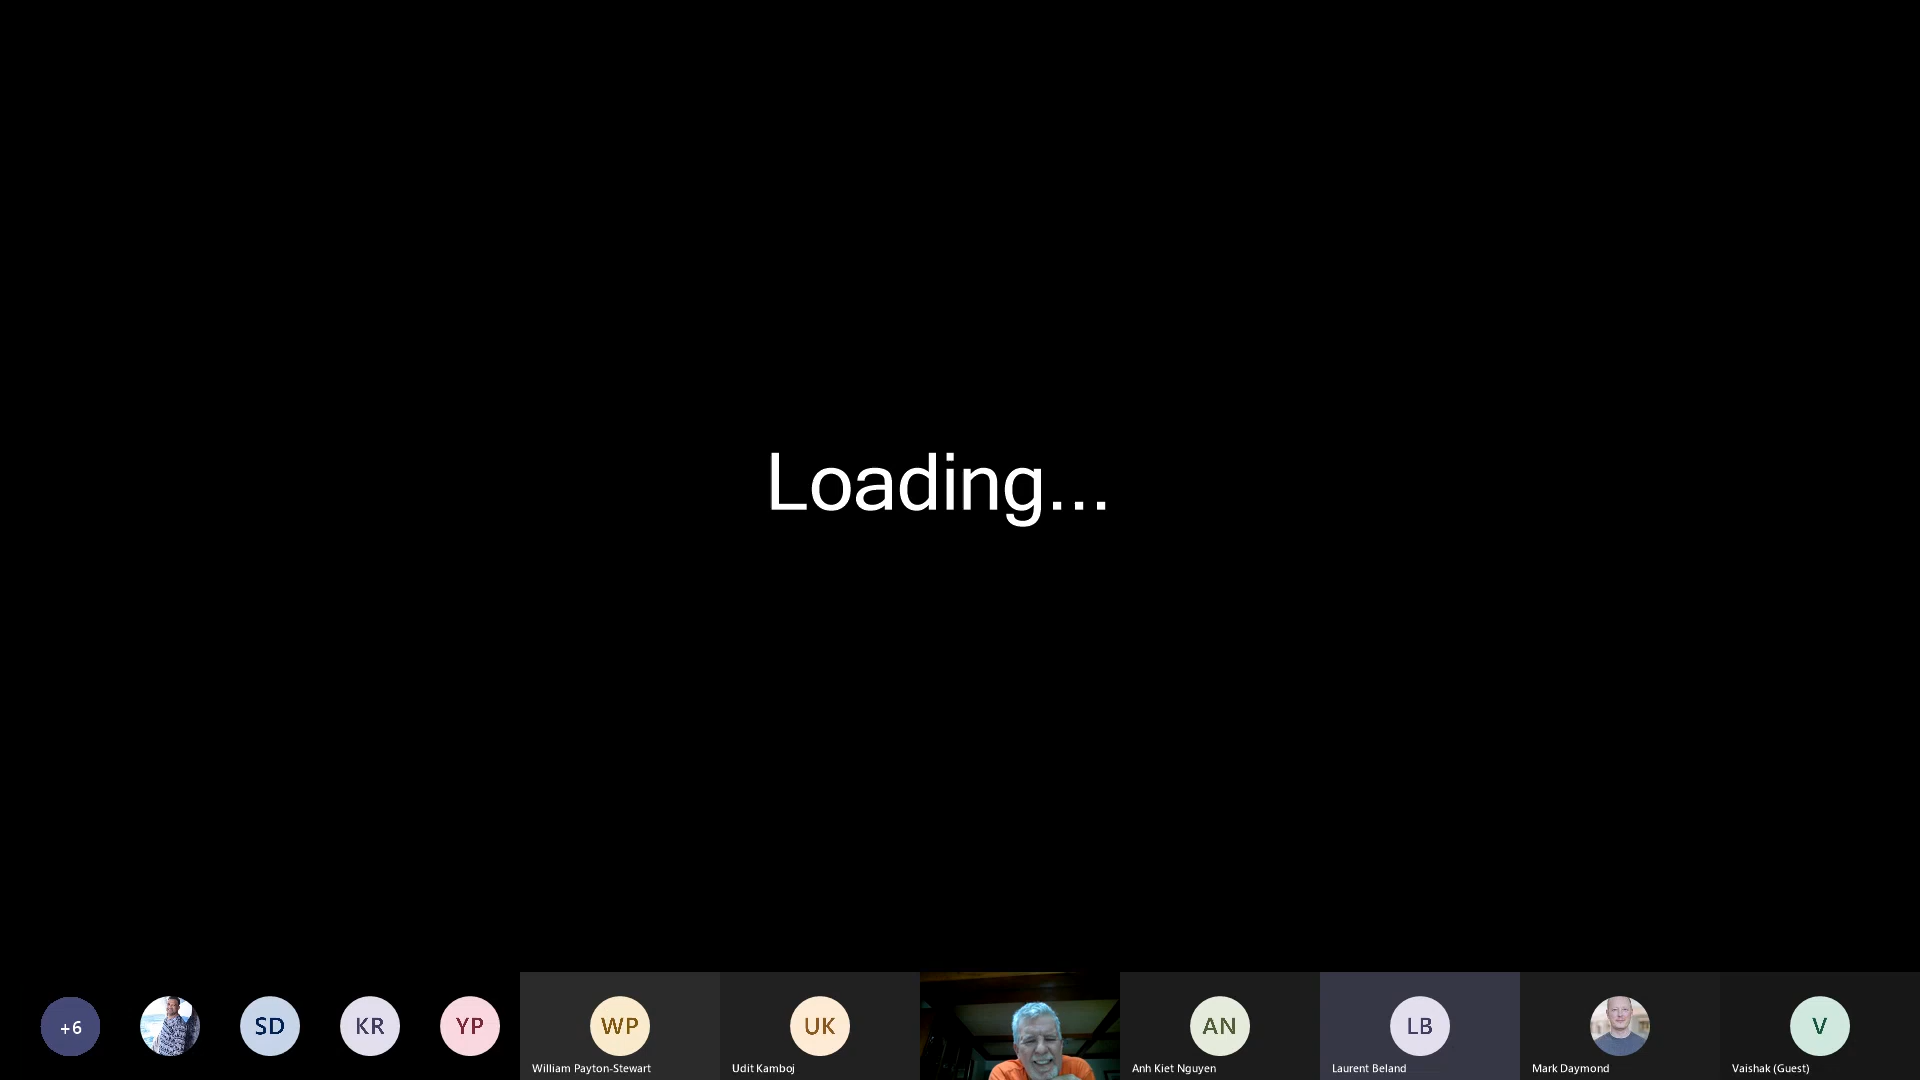 Loading...
+6
SD
KR
YP
WP
William Payton-Stewart
UK
Udit Kamboj
AN
Anh Kiet Nguyen
LB
Laurent Beland
Mark Daymond
V
Vaishak (Guest)